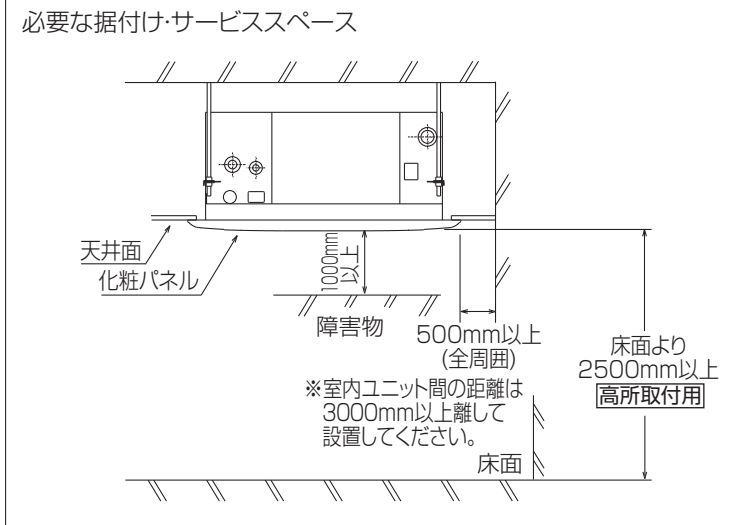 必要な据付け・サービススペース
天井面
化粧パネル
1000mm
以上
障害物
500mm以上
(全周囲)
床面より
2500mm以上
高所取付用
※室内ユニット間の距離は
3000mm以上離して
設置してください。
床面